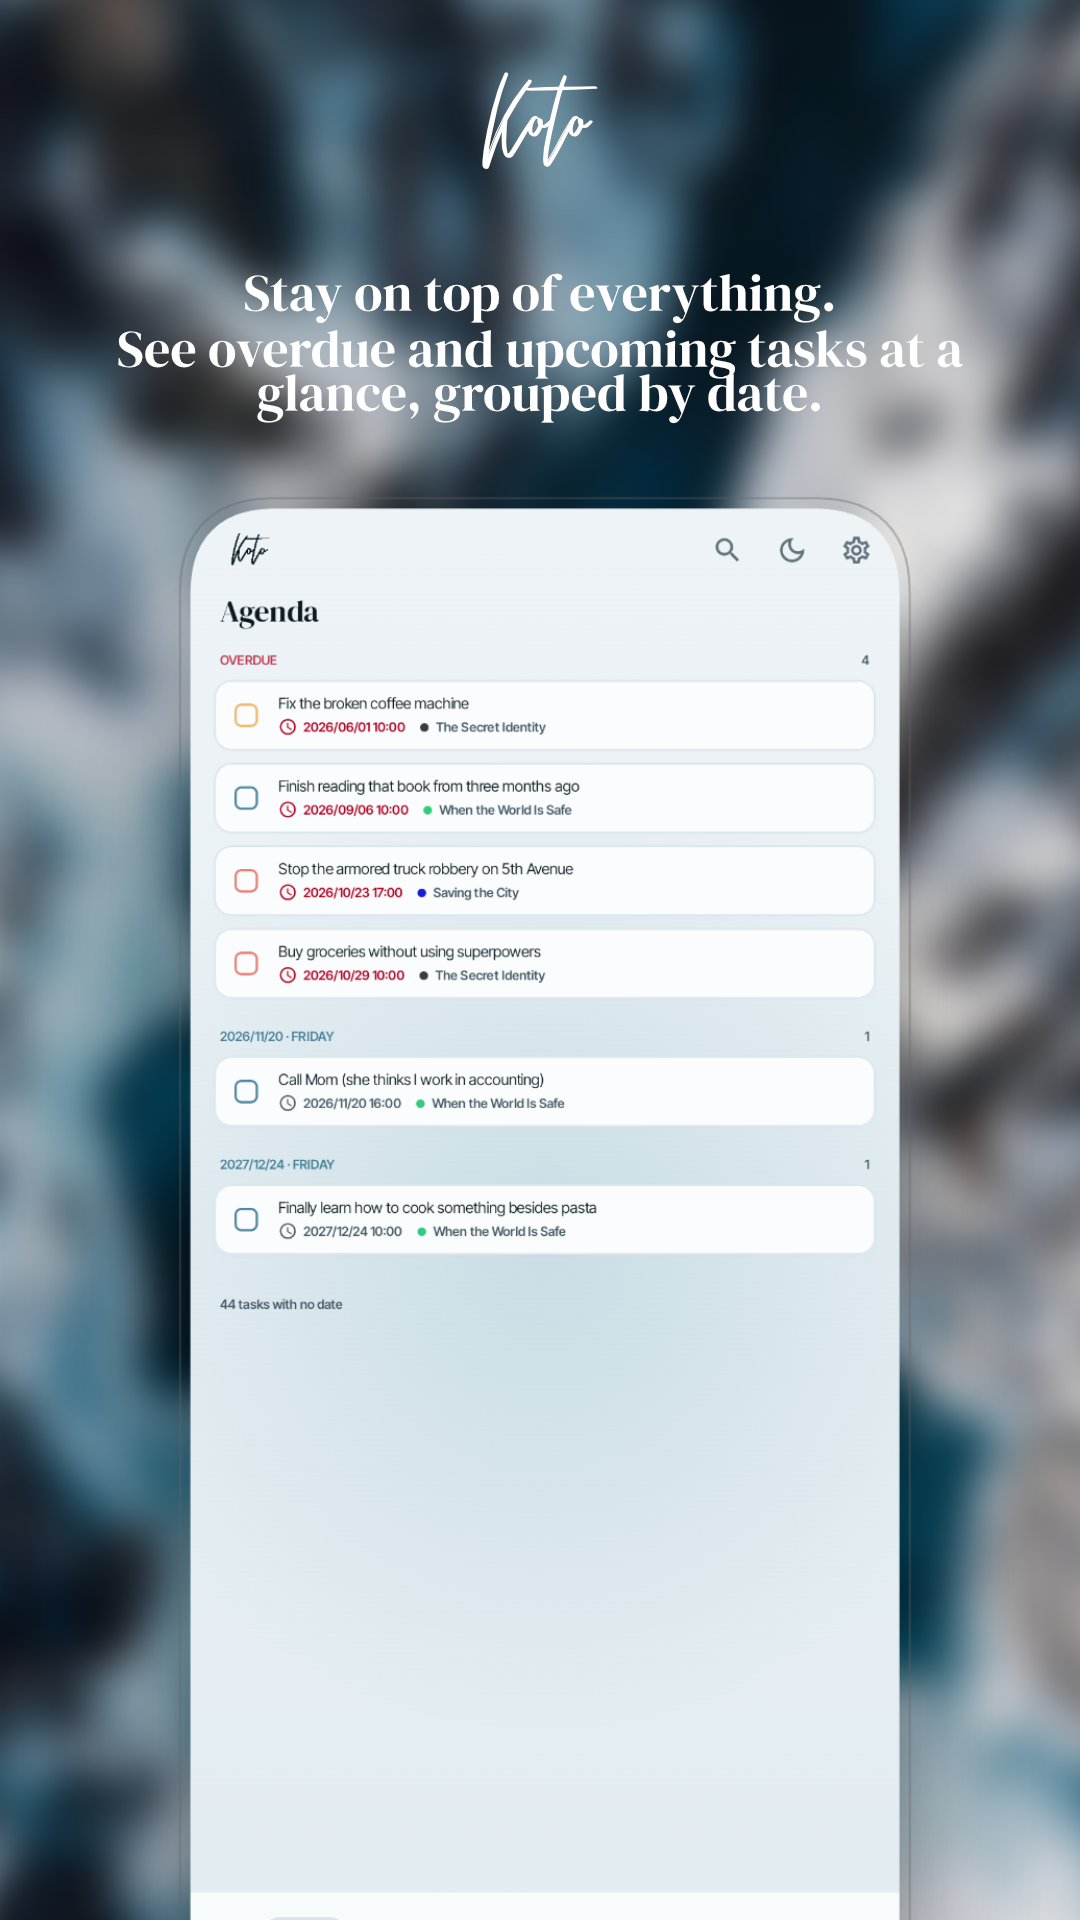 Koto
Stay on top of everything.
See overdue and upcoming tasks at a
glance, grouped by date.
Koto
Agenda
OVERDUE 4
Fix the broken coffee machine
2026/06/01 10:00 The Secret Identity
Finish reading that book from three months ago
2026/09/06 10:00 When the World Is Safe
Stop the armored truck robbery on 5th Avenue
2026/10/23 17:00 Saving the City
Buy groceries without using superpowers
2026/10/29 10:00 The Secret Identity
2026/11/20 · FRIDAY 1
Call Mom (she thinks I work in accounting)
2026/11/20 16:00 When the World Is Safe
2027/12/24 · FRIDAY 1
Finally learn how to cook something besides pasta
2027/12/24 10:00 When the World Is Safe
44 tasks with no date